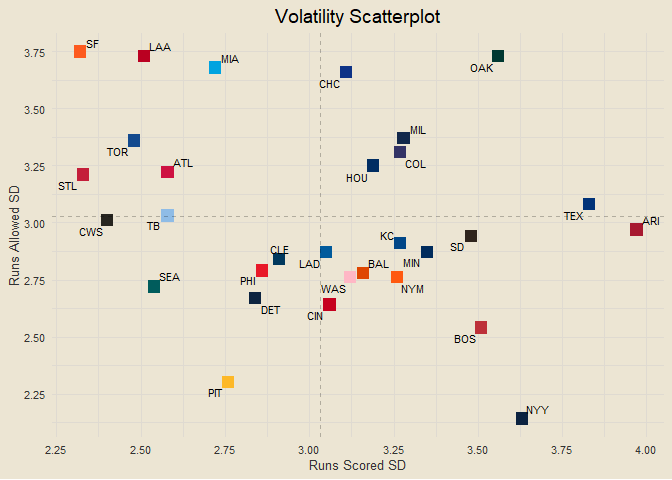 Volatility Scatterplot
SF
LAA
MIA
CHC
OAK
3.75
3.50
MIL
TOR
ATL
COL
HOU
3.25
STL
Runs Allowed SD
3.00
CWS
TB
TEX
ARI
KC
SD
CLE
LAD
MIN
BAL
PHI
SEA
WAS
NYM
2.75
DET
CIN
BOS
2.50
PIT
2.25
NYY
2.25
2.50
2.75
3.00
3.25
3.50
3.75
4.00
Runs Scored SD